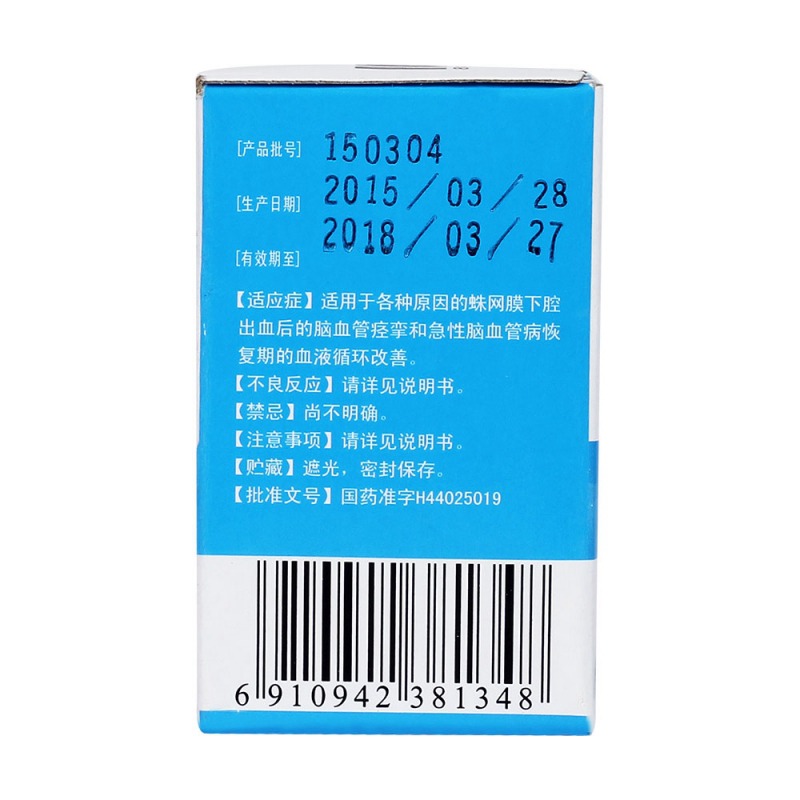 [产品批号] 150304
[生产日期] 2015/03/28
[有效期至] 2018/03/27
【适应症】适用于各种原因的蛛网膜下腔
出血后的脑血管痉挛和急性脑血管病恢
复期的血液循环改善。
【不良反应】请详见说明书。
【禁忌】尚不明确。
【注意事项】请详见说明书。
【贮藏】遮光，密封保存。
【批准文号】国药准字H44025019
6 910942 381348